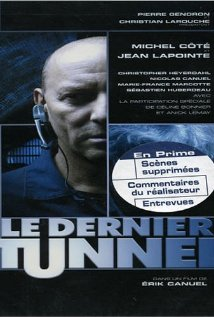 PIERRE GENDRON
CHRISTIAN LAROUCHE
MICHEL CÔTÉ
JEAN LAPOINTE
CHRISTOPHER HEYERDAHL
NICOLAS CANUEL
MARIE-FRANCE MARCOTTE
SÉBASTIEN HUBERDEAU
AVEC
LA PARTICIPATION SPÉCIALE
DE CÉLINE BONNIER
ET ANICK LEMAY
En Prime
Scènes
supprimées
Commentaires
du réalisateur
Entrevues
LE DERNIER
TUNNEL
DANS UN FILM DE
ÉRIK CANUEL